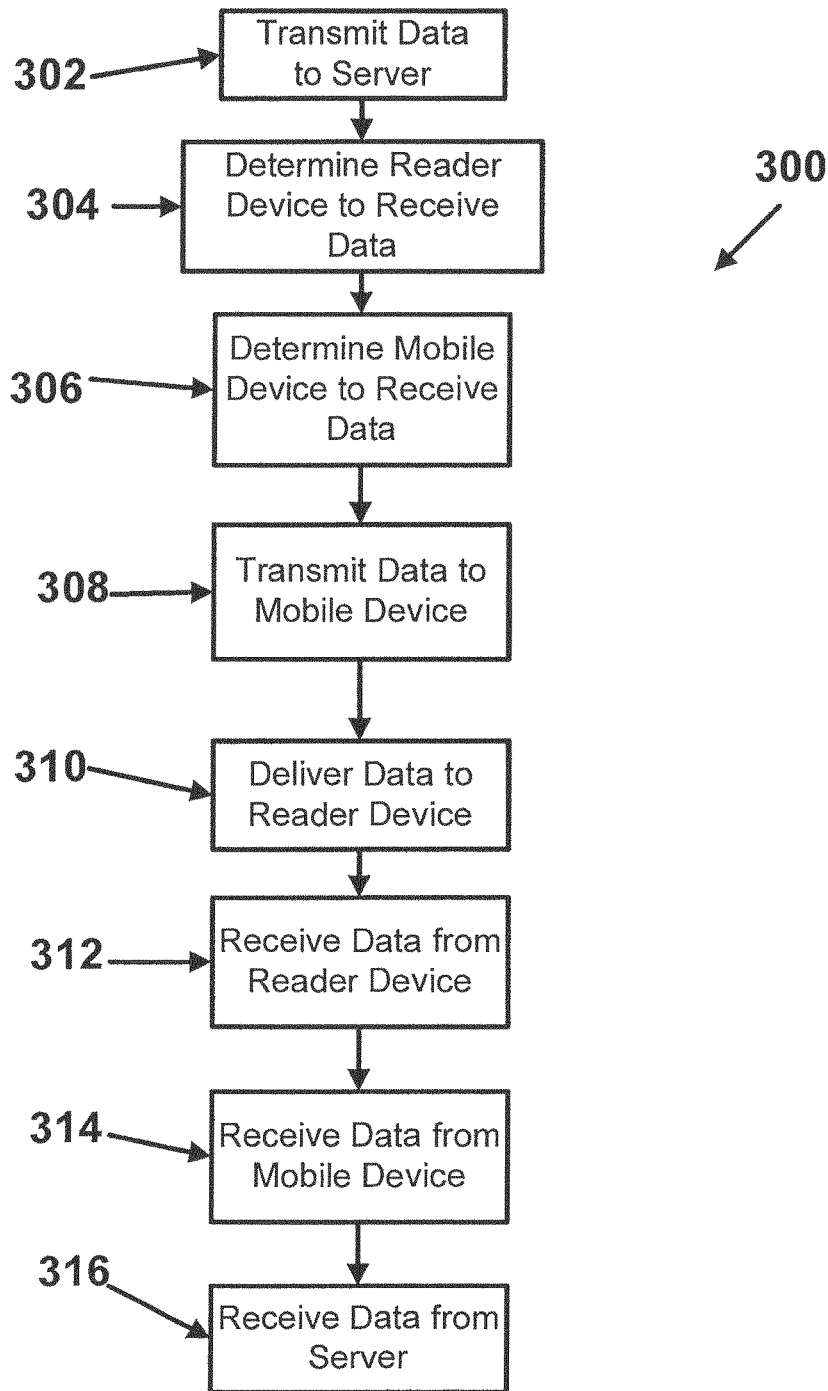 Transmit Data
to Server
302
Determine Reader
Device to Receive
Data
304
300
Determine Mobile
Device to Receive
Data
306
Transmit Data to
Mobile Device
308
Deliver Data to
Reader Device
310
Receive Data from
Reader Device
312
Receive Data from
Mobile Device
314
Receive Data from
Server
316